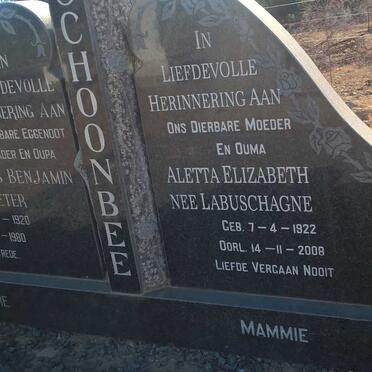 DEVOLLE
ERING AAN
BARE EGGENOOT
DER EN OUPA
S BENJAMIN
ETER
-1920
-1980
REDE.
CHOONBEE
IN
LIEFDEVOLLE
HERINNERING AAN
ONS DIERBARE MOEDER
EN OUMA
ALETTA ELIZABETH
NEE LABUSCHAGNE
GEB. 7-4-1922
OORL. 14-11-2008
LIEFDE VERGAAN NOOIT
IE
MAMMIE